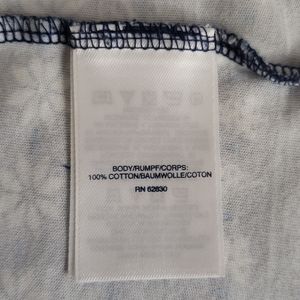 BODY/RUMPF/CORPS:
100% COTTON/BAUMWOLLE/COTON
RN 62830